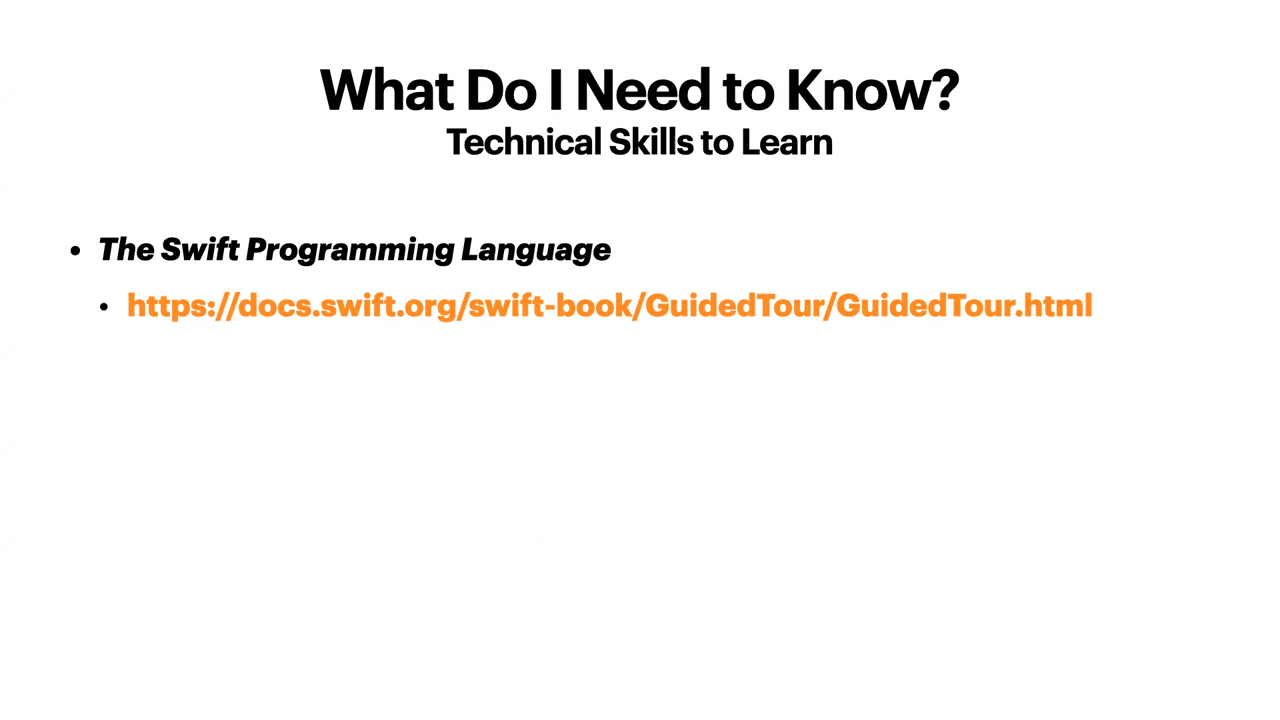 What Do I Need to Know?
Technical Skills to Learn
• The Swift Programming Language
• https://docs.swift.org/swift-book/GuidedTour/GuidedTour.html